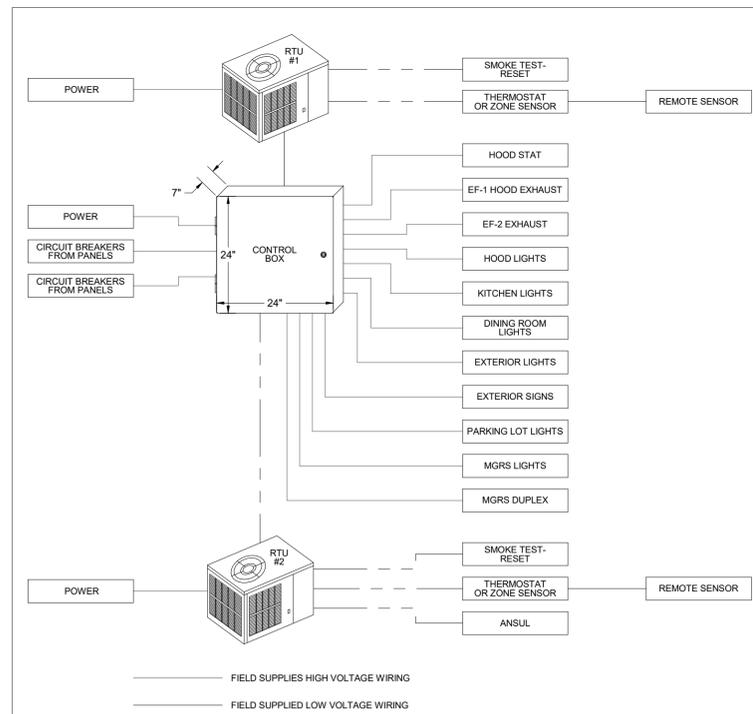 RTU
#1
POWER
SMOKE TEST-
RESET
THERMOSTAT
OR ZONE SENSOR
REMOTE SENSOR
HOOD STAT
7"
EF-1 HOOD EXHAUST
POWER
EF-2 EXHAUST
CIRCUIT BREAKERS
FROM PANELS
24"
CONTROL
BOX
HOOD LIGHTS
CIRCUIT BREAKERS
FROM PANELS
KITCHEN LIGHTS
24"
DINING ROOM
LIGHTS
EXTERIOR LIGHTS
EXTERIOR SIGNS
PARKING LOT LIGHTS
MGRS LIGHTS
MGRS DUPLEX
RTU
#2
SMOKE TEST-
RESET
POWER
THERMOSTAT
OR ZONE SENSOR
REMOTE SENSOR
ANSUL
FIELD SUPPLIES HIGH VOLTAGE WIRING
FIELD SUPPLIED LOW VOLTAGE WIRING